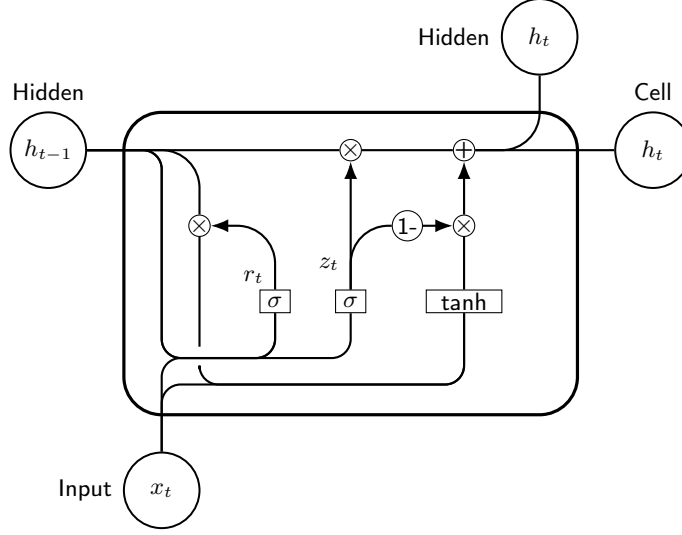 Hidden
h_t
Hidden
Cell
h_{t−1}
×
+
h_t
×
1-
×
r_t
z_t
σ
σ
tanh
Input
x_t